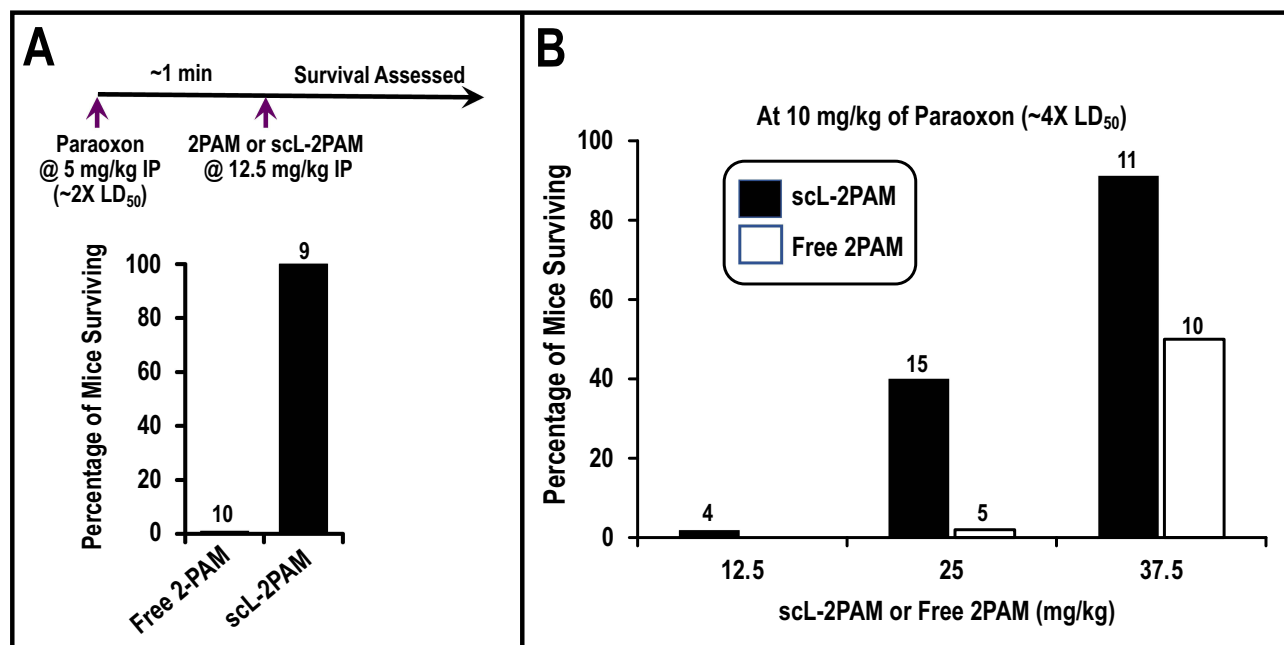 A
~1 min
Survival Assessed
Paraoxon
@ 5 mg/kg IP
(~2X LD50)
2PAM or scL-2PAM
@ 12.5 mg/kg IP
Percentage of Mice Surviving
100
80
60
40
20
0
10
9
Free 2-PAM
scL-2PAM
B
At 10 mg/kg of Paraoxon (~4X LD50)
scL-2PAM
Free 2PAM
Percentage of Mice Surviving
100
80
60
40
20
0
4
15
5
11
10
12.5
25
37.5
scL-2PAM or Free 2PAM (mg/kg)